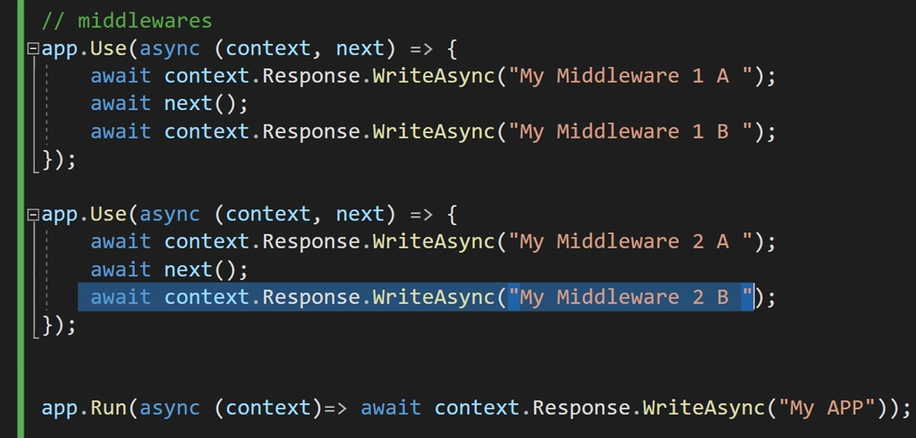 // middlewares
app.Use(async (context, next) => {
    await context.Response.WriteAsync("My Middleware 1 A ");
    await next();
    await context.Response.WriteAsync("My Middleware 1 B ");
});

app.Use(async (context, next) => {
    await context.Response.WriteAsync("My Middleware 2 A ");
    await next();
    await context.Response.WriteAsync("My Middleware 2 B ");
});

app.Run(async (context)=> await context.Response.WriteAsync("My APP"));